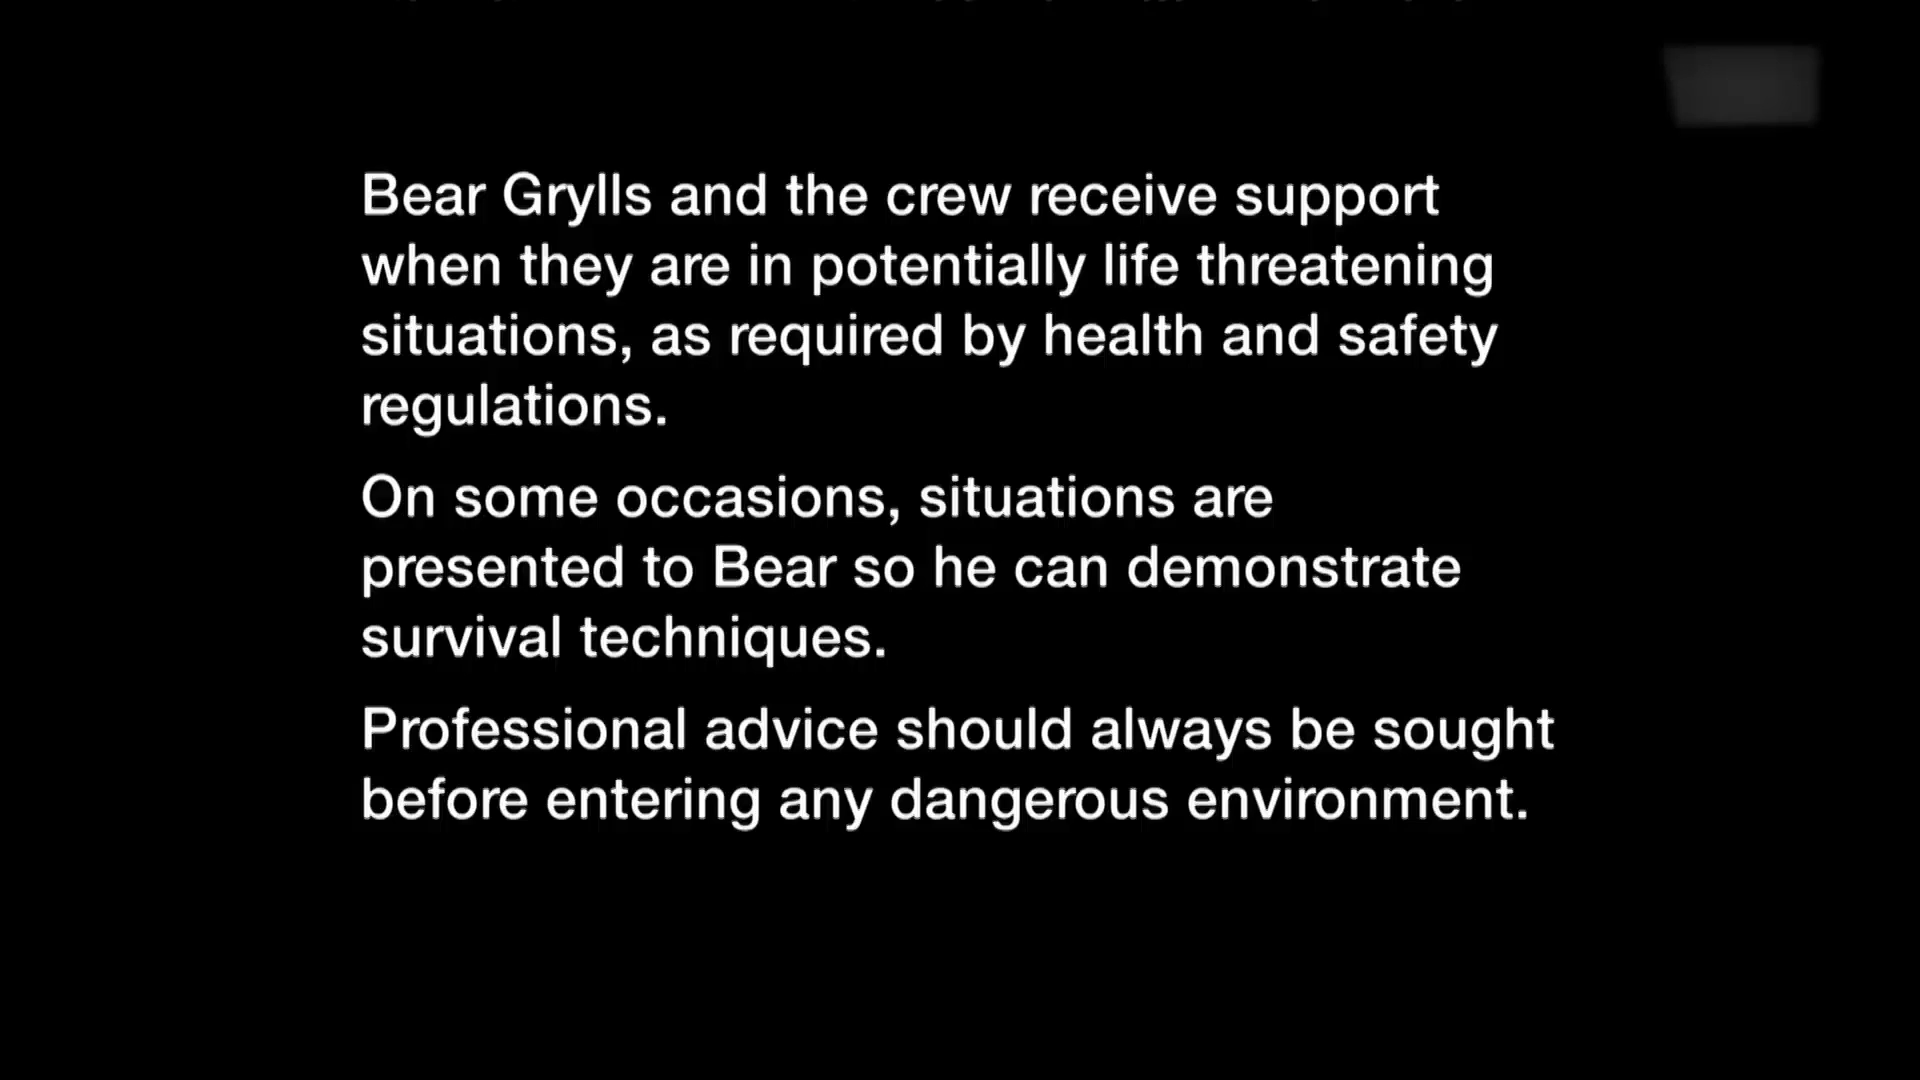 Bear Grylls and the crew receive support
when they are in potentially life threatening
situations, as required by health and safety
regulations.
On some occasions, situations are
presented to Bear so he can demonstrate
survival techniques.
Professional advice should always be sought
before entering any dangerous environment.